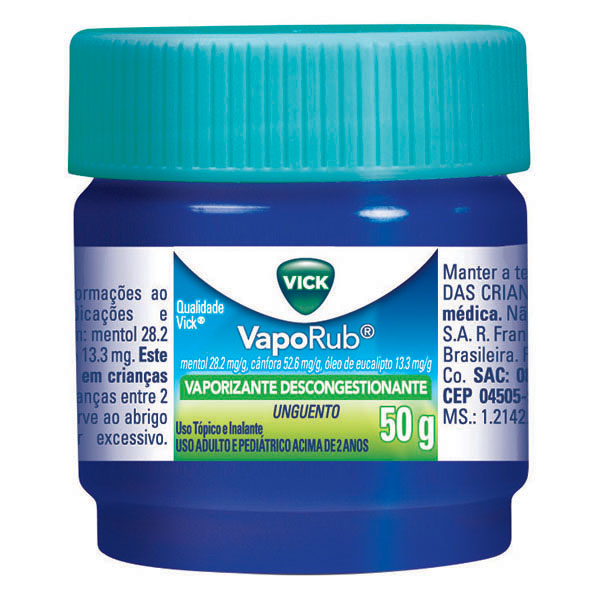 VICK
Qualidade
Vick®
VapoRub®
mentol 28.2 mg/g, cânfora 52.6 mg/g, óleo de eucalipto 13.3 mg/g
VAPORIZANTE DESCONGESTIONANTE
UNGUENTO
Uso Tópico e Inalante
USO ADULTO E PEDIÁTRICO ACIMA DE 2 ANOS
50 g
ormações ao
icações e
: mentol 28.2
13.3 mg. Este
em crianças
anças entre 2
rve ao abrigo
r excessivo.
Manter a te
DAS CRIAN
médica. Nã
S.A. R. Fran
Brasileira. F
Co. SAC: 08
CEP 04505-
MS.: 1.2142